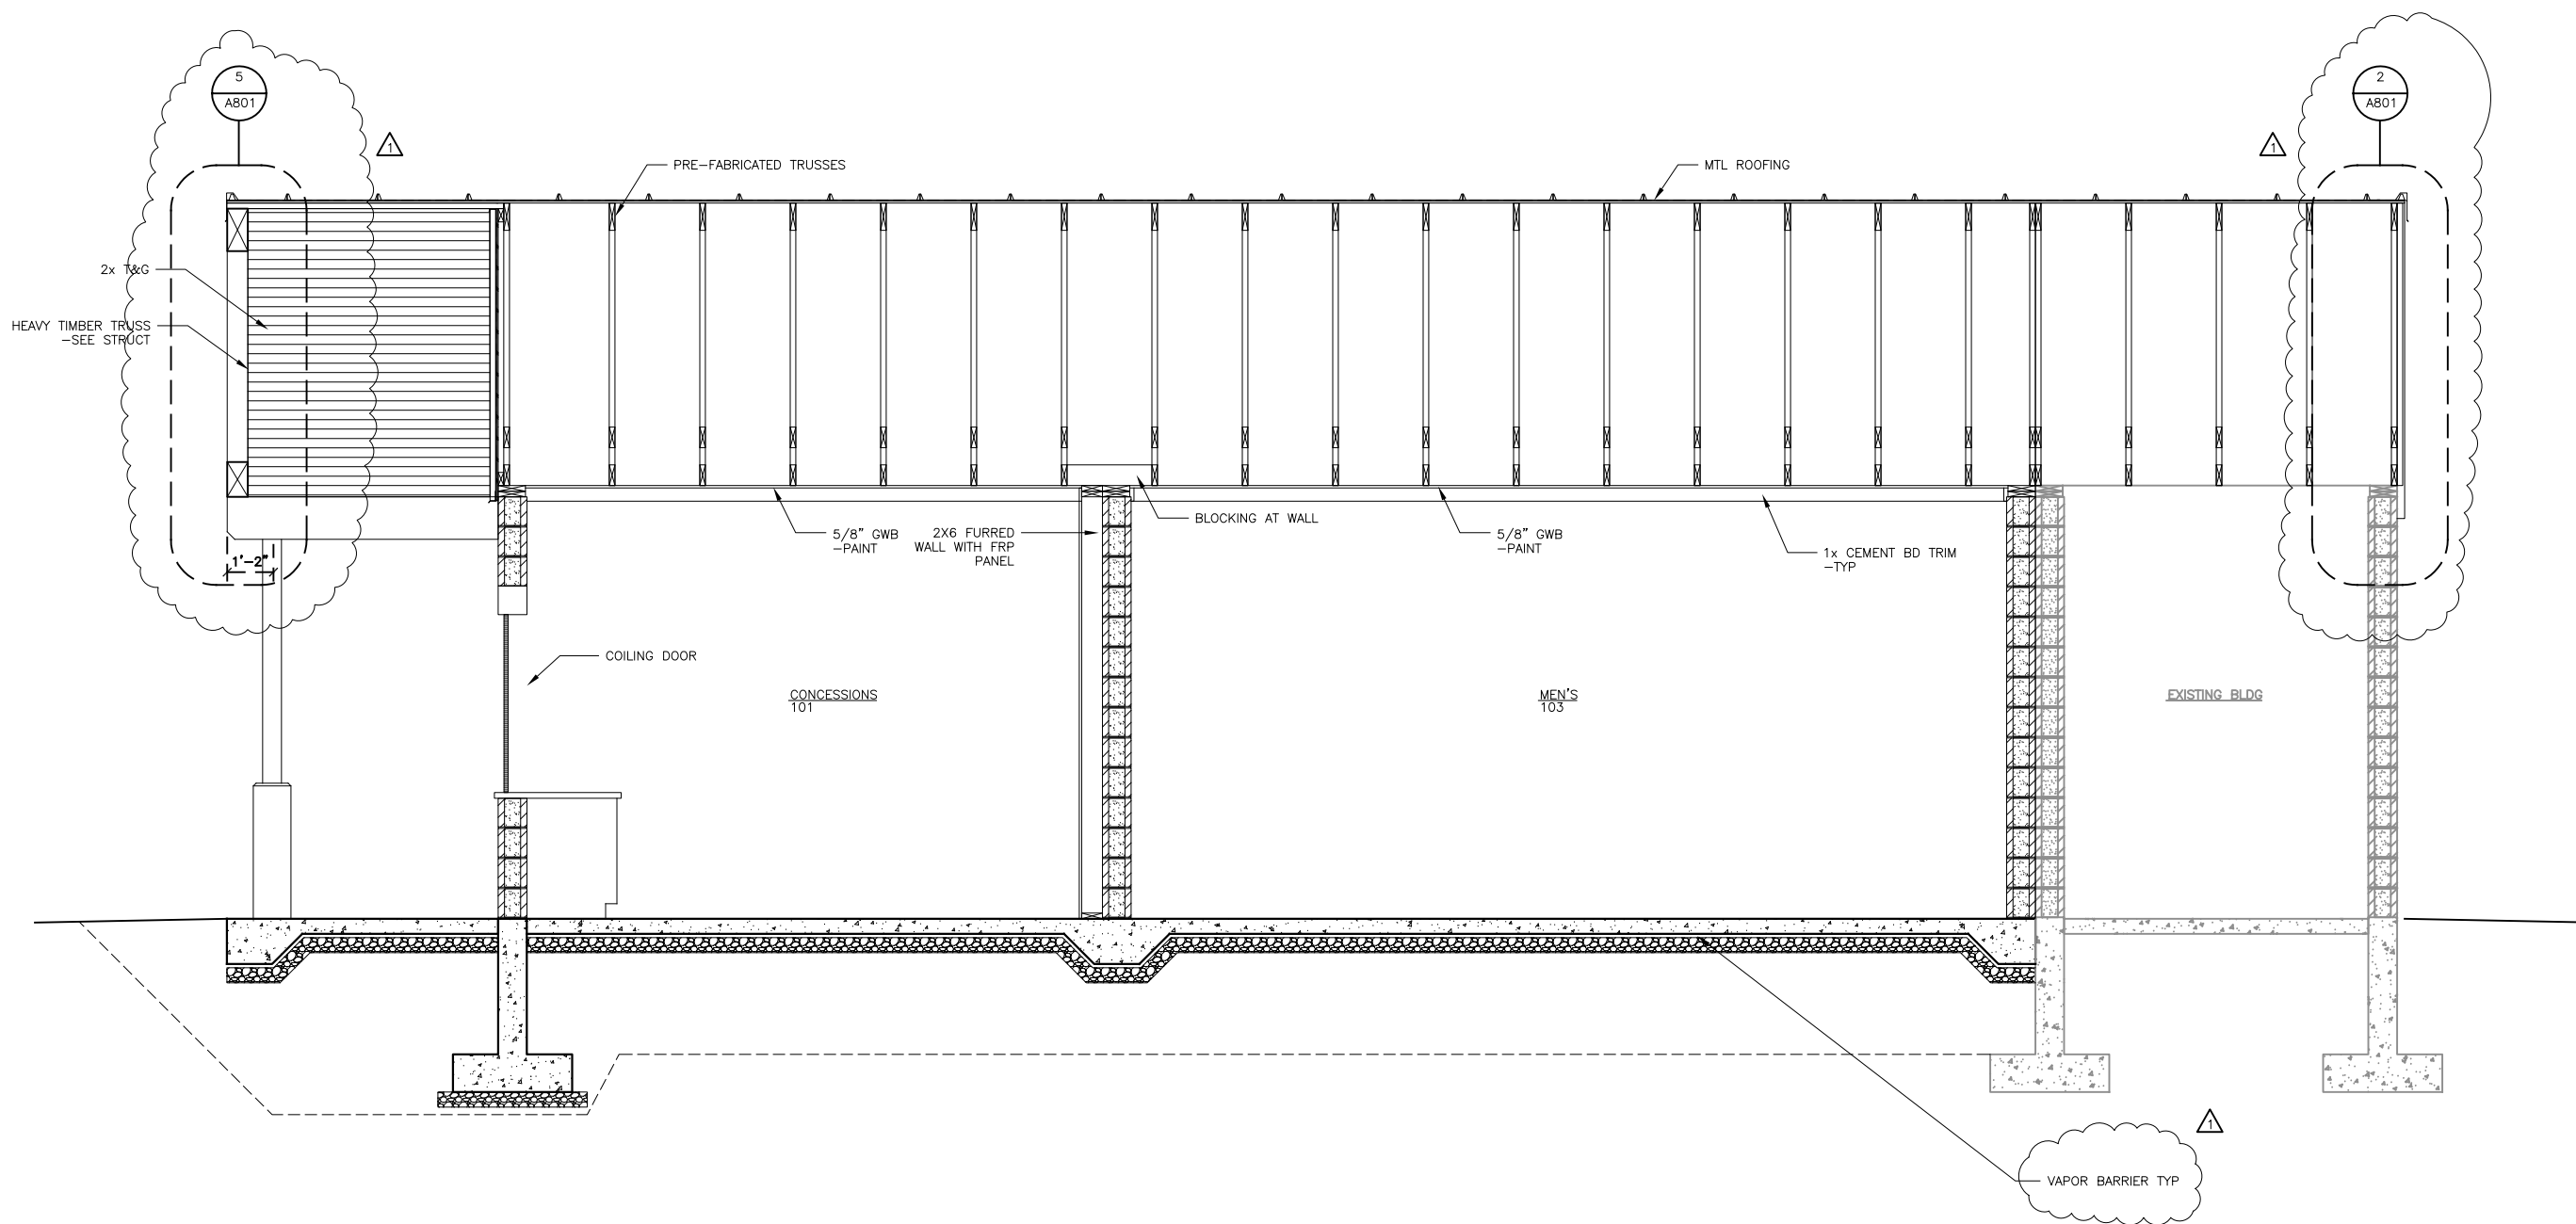 5
A801
2
A801
1
1
PRE-FABRICATED TRUSSES
MTL ROOFING
2x T&G
HEAVY TIMBER TRUSS
-SEE STRUCT
BLOCKING AT WALL
5/8" GWB
-PAINT
2X6 FURRED
WALL WITH FRP
PANEL
5/8" GWB
-PAINT
1x CEMENT BD TRIM
-TYP
1'-2"
COILING DOOR
CONCESSIONS
101
MEN'S
103
EXISTING BLDG
1
VAPOR BARRIER TYP